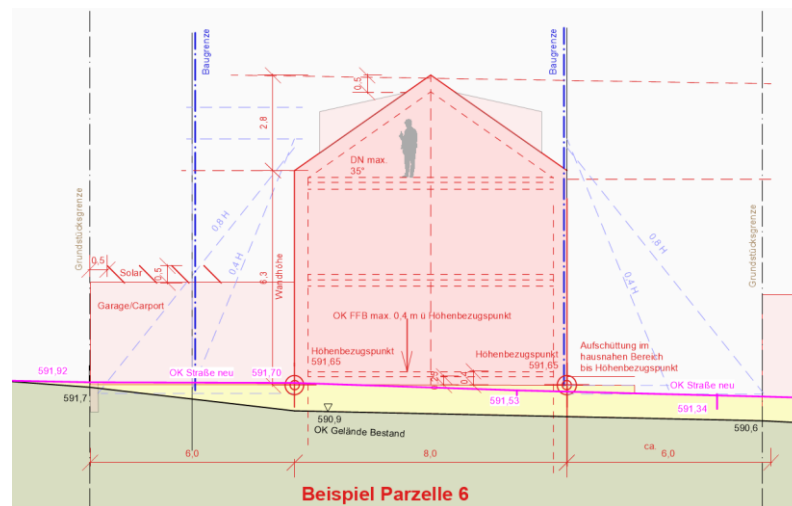 Baugrenze
Baugrenze
0.5
2.8
DN max.
35°
Grundstücksgrenze
Grundstücksgrenze
0.8 H
0.4 H
0.8 H
0.4 H
0,5
Solar
0.5
6.3
Wandhöhe
Garage/Carport
OK FFB max. 0,4 m ü Höhenbezugspunkt
Höhenbezugspunkt
591,65
Höhenbezugspunkt
591,65
Aufschüttung im
hausnahen Bereich
bis Höhenbezugspunkt
591,92
OK Straße neu
591,70
OK Straße neu
591,7
591,53
591,34
590,9
OK Gelände Bestand
590,6
6,0
8,0
ca.
6,0
Beispiel Parzelle 6